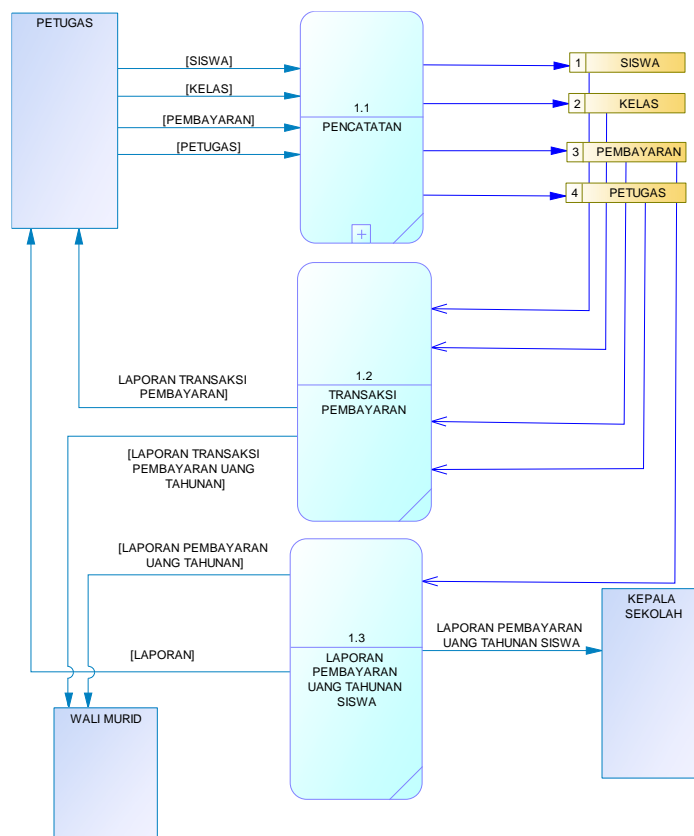 PETUGAS
[SISWA]
[KELAS]
[PEMBAYARAN]
[PETUGAS]
1.1
PENCATATAN
1 SISWA
2 KELAS
3 PEMBAYARAN
4 PETUGAS
1.2
TRANSAKSI
PEMBAYARAN
LAPORAN TRANSAKSI
PEMBAYARAN]
[LAPORAN TRANSAKSI
PEMBAYARAN UANG
TAHUNAN]
[LAPORAN PEMBAYARAN
UANG TAHUNAN]
[LAPORAN]
1.3
LAPORAN
PEMBAYARAN
UANG TAHUNAN
SISWA
LAPORAN PEMBAYARAN
UANG TAHUNAN SISWA
KEPALA
SEKOLAH
WALI MURID